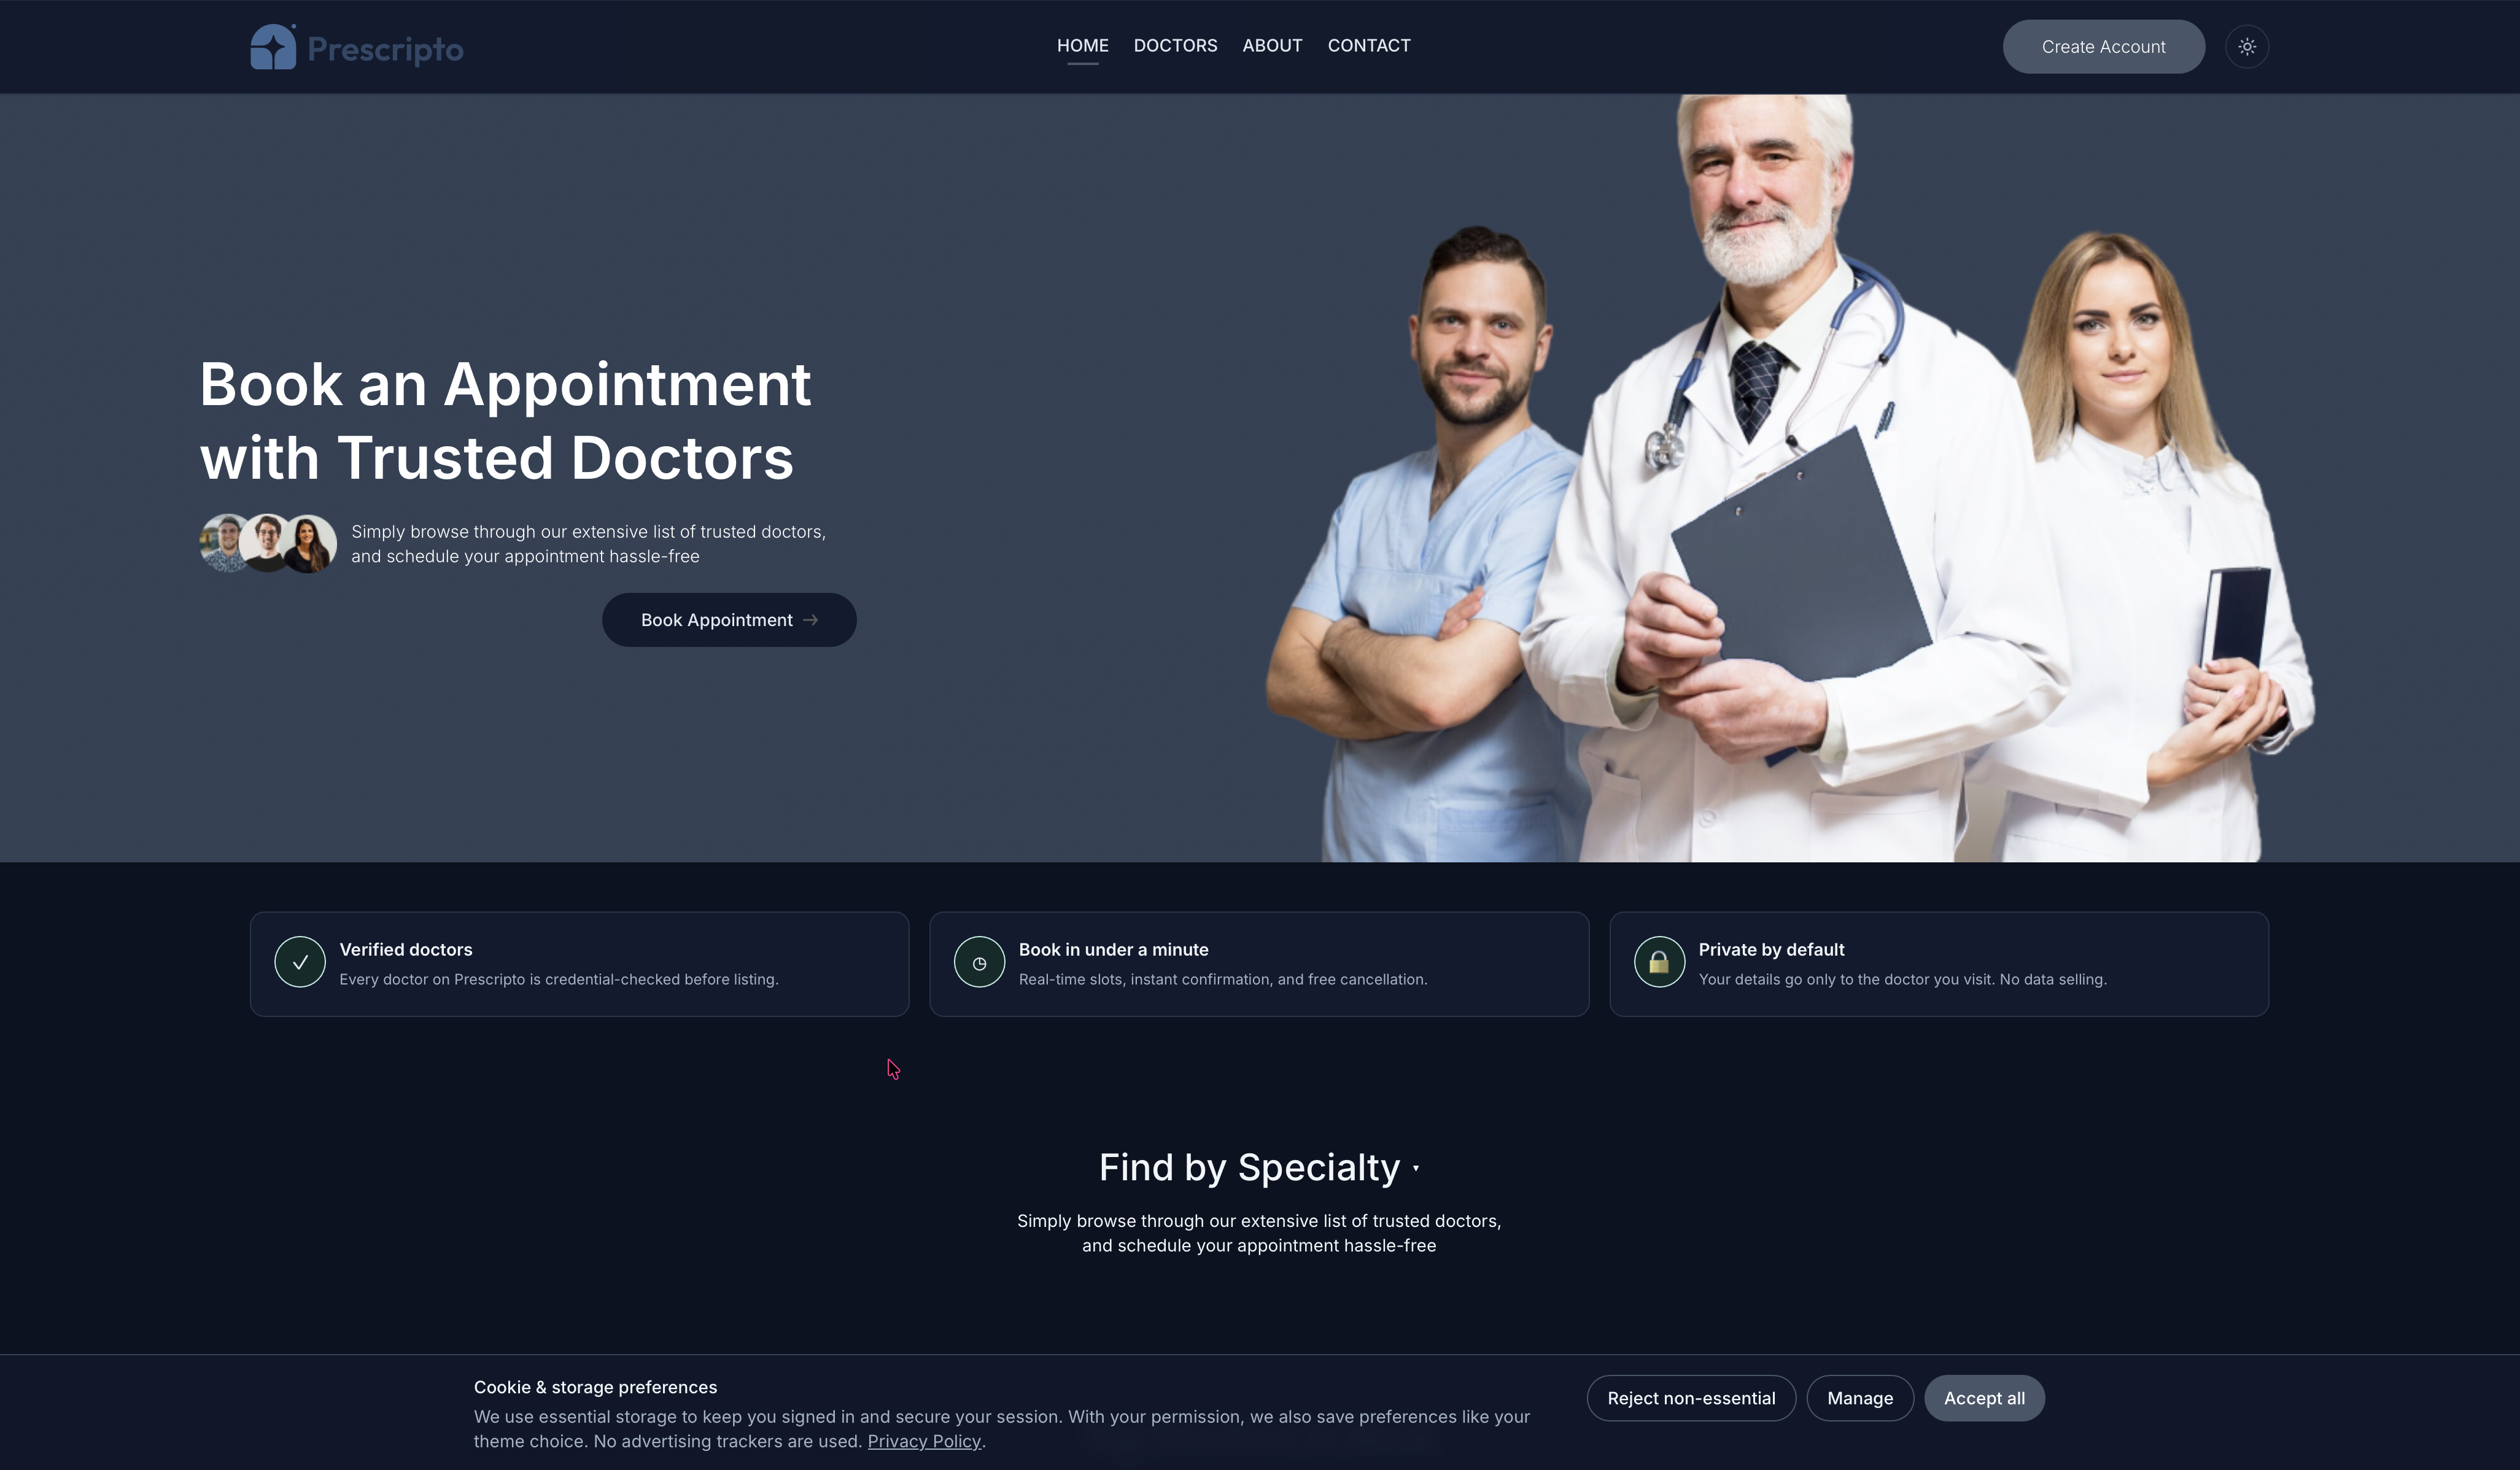 Prescripto
HOME DOCTORS ABOUT CONTACT
Create Account
Book an Appointment
with Trusted Doctors
Simply browse through our extensive list of trusted doctors,
and schedule your appointment hassle-free
Book Appointment →
Verified doctors
Every doctor on Prescripto is credential-checked before listing.
Book in under a minute
Real-time slots, instant confirmation, and free cancellation.
Private by default
Your details go only to the doctor you visit. No data selling.
Find by Specialty ▾
Simply browse through our extensive list of trusted doctors,
and schedule your appointment hassle-free
Cookie & storage preferences
We use essential storage to keep you signed in and secure your session. With your permission, we also save preferences like your
theme choice. No advertising trackers are used. Privacy Policy.
Reject non-essential
Manage
Accept all